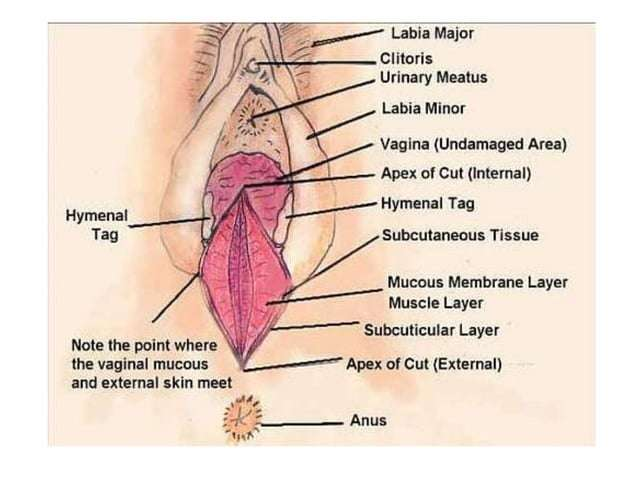 Labia Major
Clitoris
Urinary Meatus
Labia Minor
Vagina (Undamaged Area)
Apex of Cut (Internal)
Hymenal Tag
Hymenal
Tag
Subcutaneous Tissue
Mucous Membrane Layer
Muscle Layer
Subcuticular Layer
Note the point where
the vaginal mucous
and external skin meet
Apex of Cut (External)
Anus